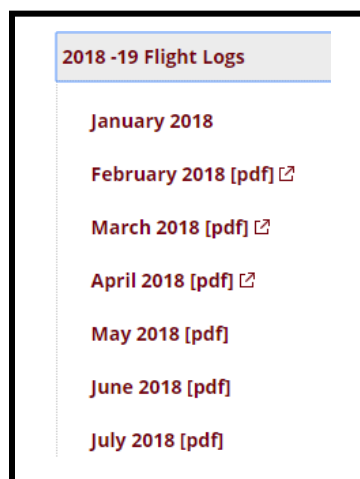 2018 -19 Flight Logs
January 2018
February 2018 [pdf]
March 2018 [pdf]
April 2018 [pdf]
May 2018 [pdf]
June 2018 [pdf]
July 2018 [pdf]